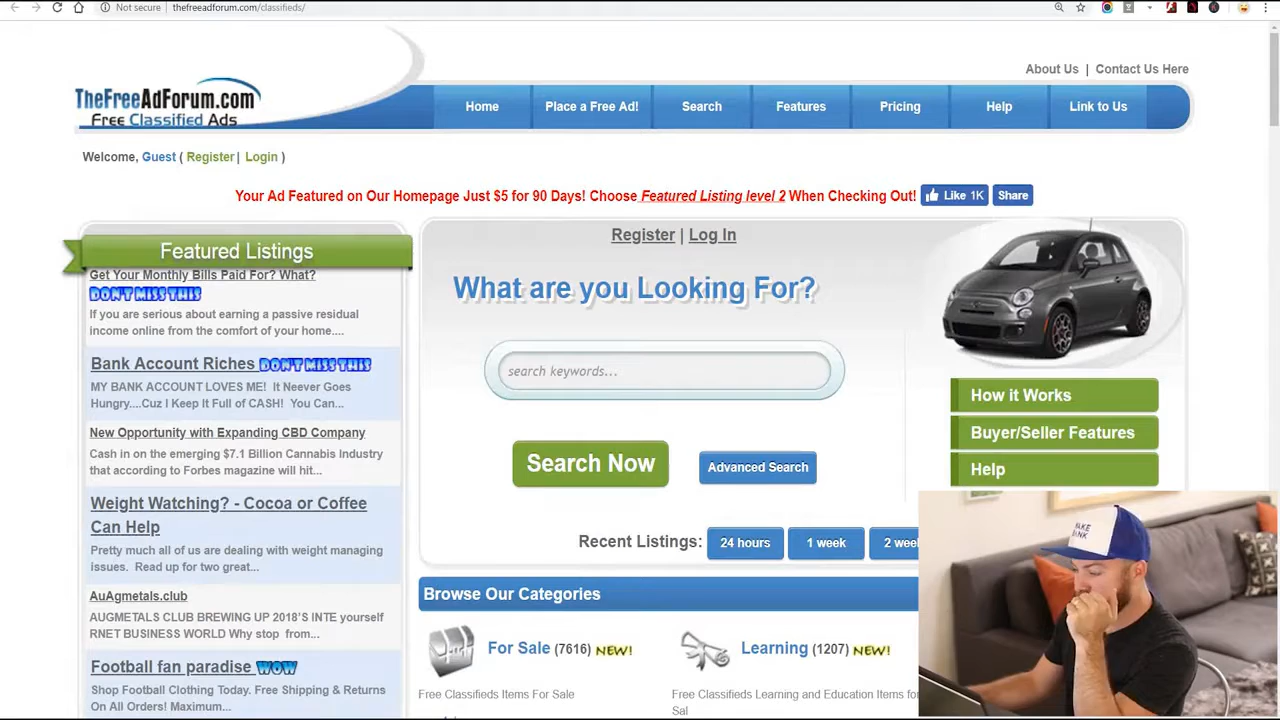 Not secure | thefreeadforum.com/classifieds/
About Us | Contact Us Here
TheFreeAdForum.com
Free Classified Ads
Home
Place a Free Ad!
Search
Features
Pricing
Help
Link to Us
Welcome, Guest ( Register | Login )
Your Ad Featured on Our Homepage Just $5 for 90 Days! Choose Featured Listing level 2 When Checking Out!
Like 1K
Share
Featured Listings
Get Your Monthly Bills Paid For? What?
DON'T MISS THIS
If you are serious about earning a passive residual
income online from the comfort of your home....
Bank Account Riches DON'T MISS THIS
MY BANK ACCOUNT LOVES ME! It Neever Goes
Hungry....Cuz I Keep It Full of CASH! You Can...
New Opportunity with Expanding CBD Company
Cash in on the emerging $7.1 Billion Cannabis Industry
that according to Forbes magazine will hit...
Weight Watching? - Cocoa or Coffee
Can Help
Pretty much all of us are dealing with weight managing
issues. Read up for two great...
AuAgmetals.club
AUGMETALS CLUB BREWING UP 2018'S INTE yourself
RNET BUSINESS WORLD Why stop from...
Football fan paradise WOW
Shop Football Clothing Today. Free Shipping & Returns
On All Orders! Maximum...
Register | Log In
What are you Looking For?
search keywords...
Search Now
Advanced Search
How it Works
Buyer/Seller Features
Help
Recent Listings:
24 hours
1 week
2 wee
Browse Our Categories
For Sale (7616) NEW!
Free Classifieds Items For Sale
Learning (1207) NEW!
Free Classifieds Learning and Education Items for
Sal